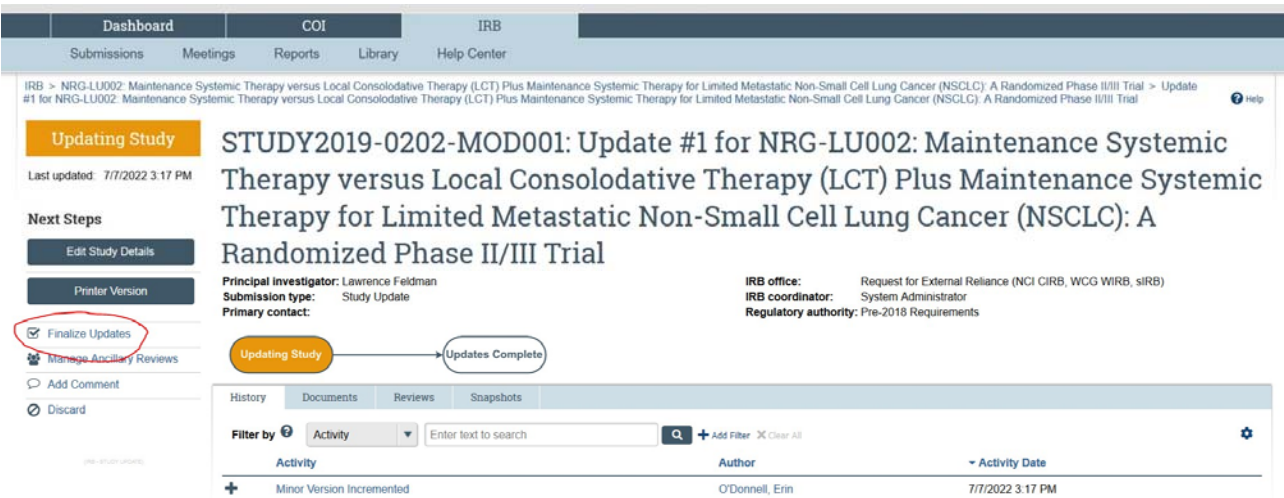 Dashboard COI IRB
Submissions Meetings Reports Library Help Center
IRB > NRG-LU002: Maintenance Systemic Therapy versus Local Consolodative Therapy (LCT) Plus Maintenance Systemic Therapy for Limited Metastatic Non-Small Cell Lung Cancer (NSCLC): A Randomized Phase II/III Trial > Update
#1 for NRG-LU002: Maintenance Systemic Therapy versus Local Consolodative Therapy (LCT) Plus Maintenance Systemic Therapy for Limited Metastatic Non-Small Cell Lung Cancer (NSCLC): A Randomized Phase II/III Trial
Help
Updating Study
Last updated: 7/7/2022 3:17 PM
Next Steps
Edit Study Details
Printer Version
Finalize Updates
Manage Ancillary Reviews
Add Comment
Discard
(IRB - STUDY UPDATE)
STUDY2019-0202-MOD001: Update #1 for NRG-LU002: Maintenance Systemic
Therapy versus Local Consolodative Therapy (LCT) Plus Maintenance Systemic
Therapy for Limited Metastatic Non-Small Cell Lung Cancer (NSCLC): A
Randomized Phase II/III Trial
Principal investigator: Lawrence Feldman
Submission type: Study Update
Primary contact:
IRB office: Request for External Reliance (NCI CIRB, WCG WIRB, sIRB)
IRB coordinator: System Administrator
Regulatory authority: Pre-2018 Requirements
Updating Study Updates Complete
History Documents Reviews Snapshots
Filter by Activity Enter text to search Add Filter Clear All
Activity Author Activity Date
Minor Version Incremented O'Donnell, Erin 7/7/2022 3:17 PM